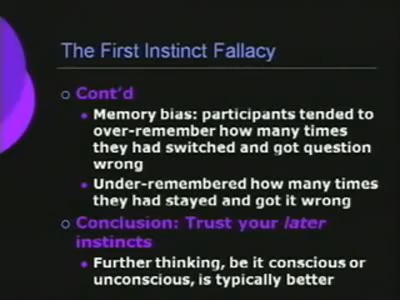 The First Instinct Fallacy
Cont'd
Memory bias: participants tended to
over-remember how many times
they had switched and got question
wrong
Under-remembered how many times
they had stayed and got it wrong
Conclusion: Trust your later
instincts
Further thinking, be it conscious or
unconscious, is typically better